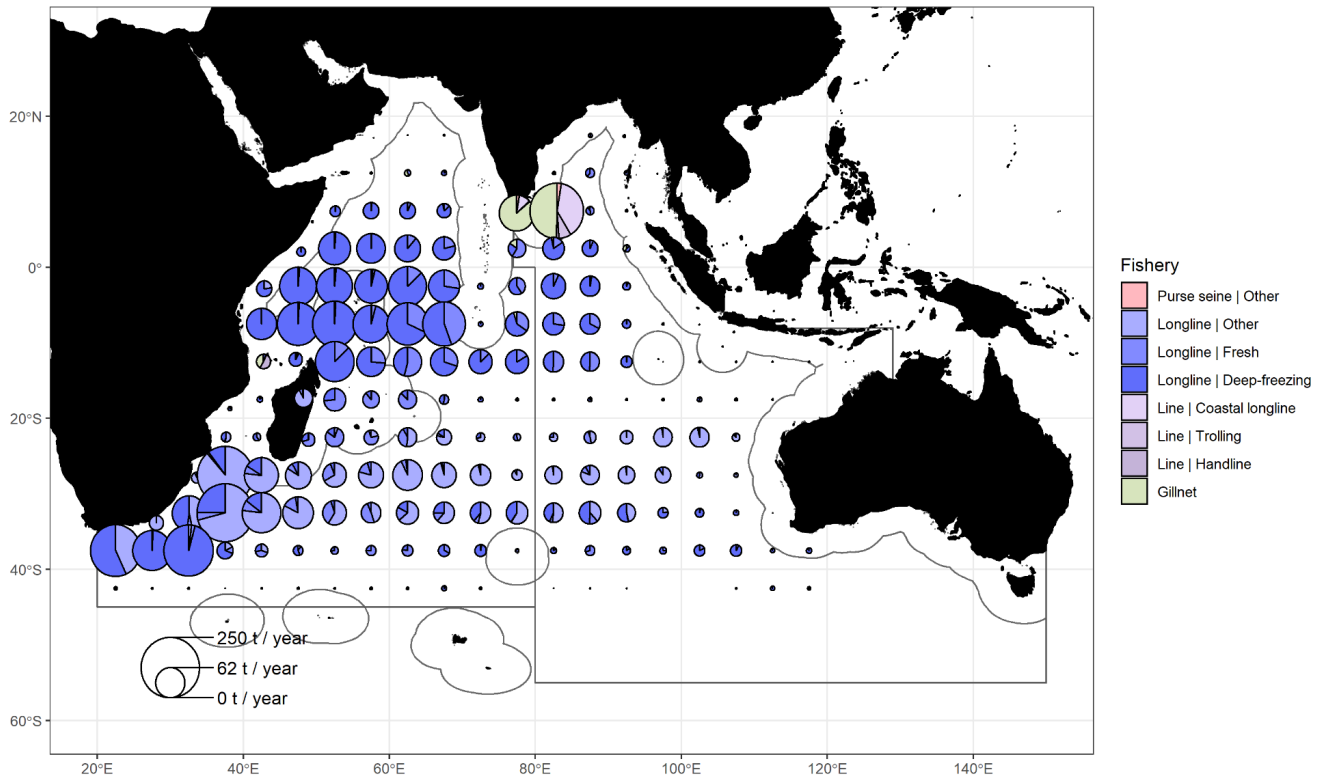 20°N
0°
20°S
40°S
60°S
250 t / year
62 t / year
0 t / year
20°E
40°E
60°E
80°E
100°E
120°E
140°E
Fishery
Purse seine | Other
Longline | Other
Longline | Fresh
Longline | Deep-freezing
Line | Coastal longline
Line | Trolling
Line | Handline
Gillnet